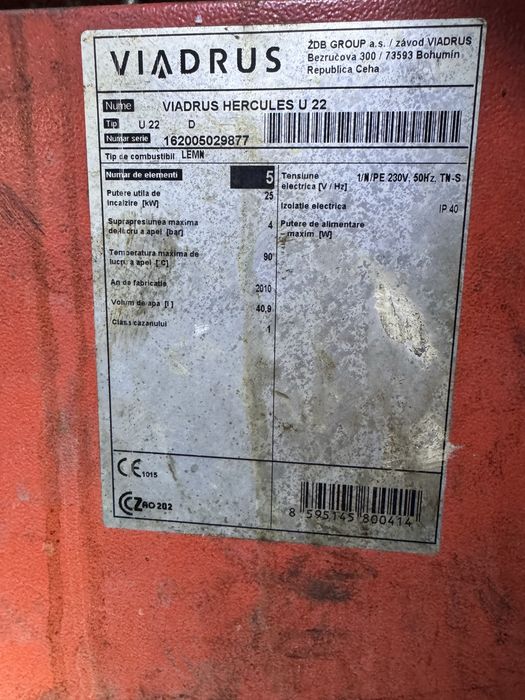 VIADRUS
ŽDB GROUP a.s. / závod VIADRUS
Bezručova 300 / 73593 Bohumín
Republica Ceha
Nume VIADRUS HERCULES U 22
Tip U 22 D
Numar serie 162005029877
Tip de combustibil LEMN
Numar de elementi 5
Putere utila de
incalzire [kW] 25
Suprapresiunea maxima
de lucru a apei [bar] 4
Temperatura maxima de
lucru a apei [°C] 90
An de fabricatie 2010
Volum de apa [l] 40,9
Clasa cazanului 1
Tensiune
electrica [V / Hz] 1/N/PE 230V, 50Hz, TN-S
Izolatie electrica IP 40
Putere de alimentare
maxim [W]
CE 1015
CCZ AO 202
8 595145 800414